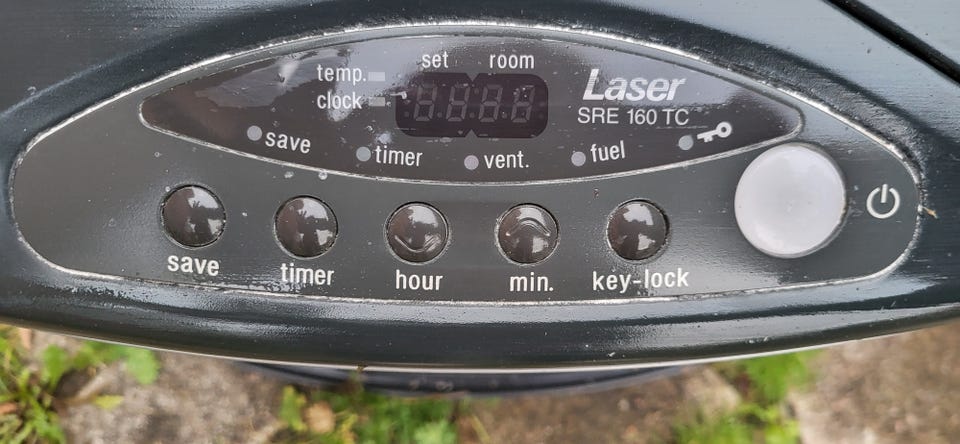 set room
temp.
clock
Laser
SRE 160 TC
save timer vent. fuel
save timer hour min. key-lock